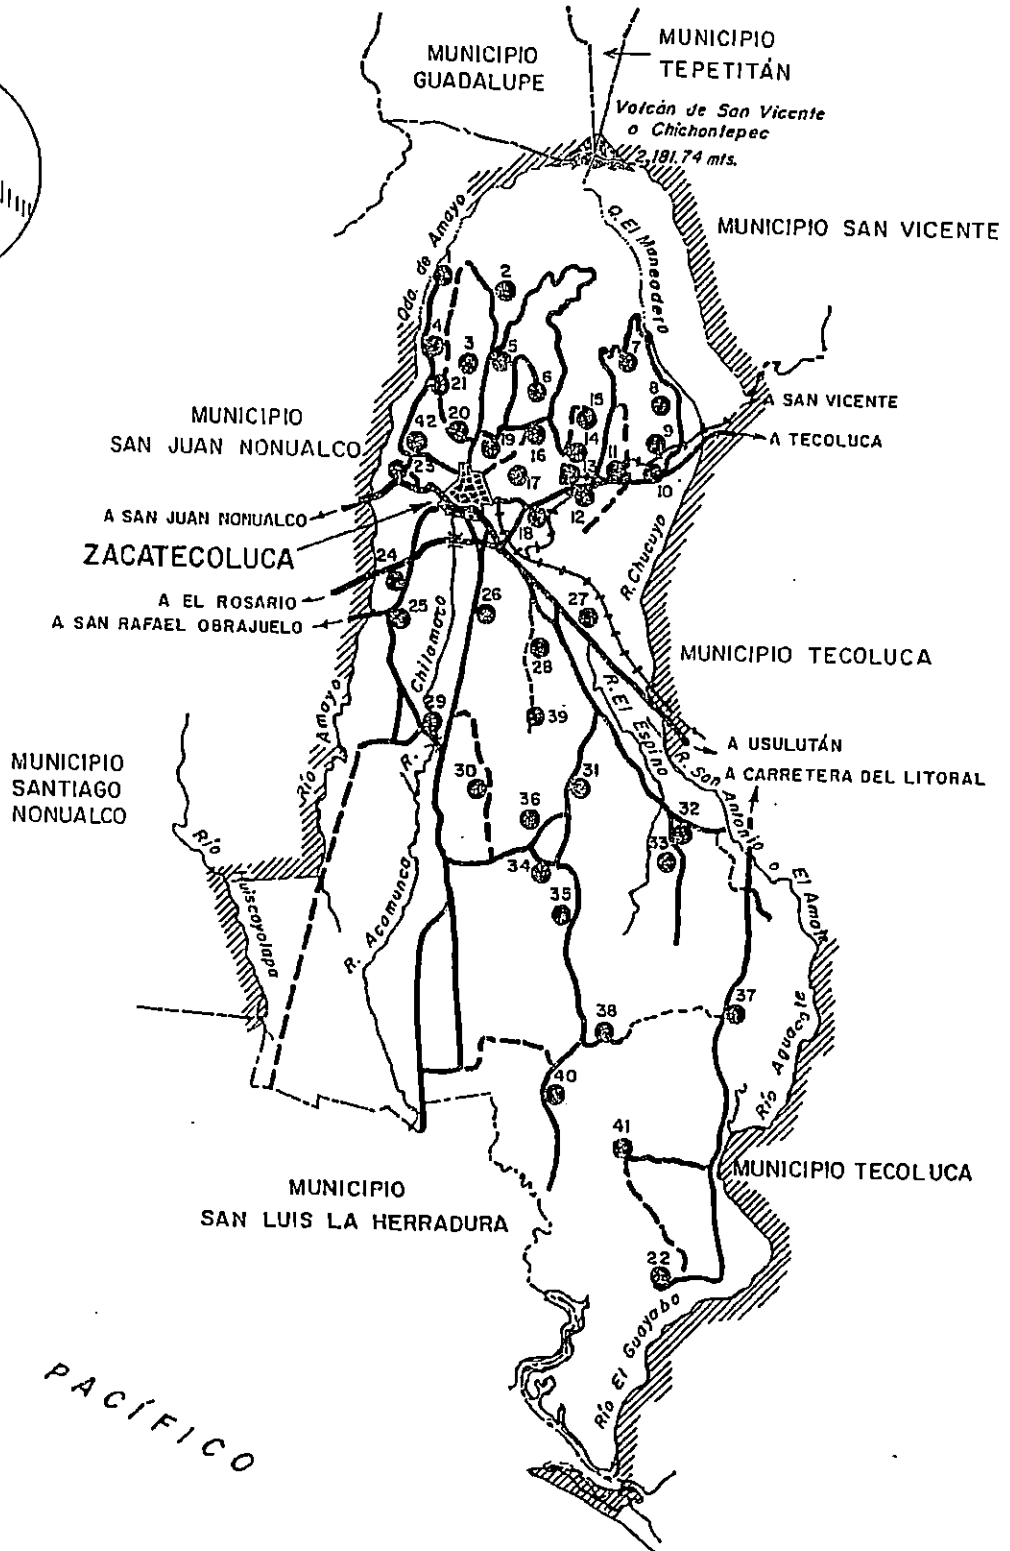 MUNICIPIO
GUADALUPE
MUNICIPIO
TEPETITÁN
Volcán de San Vicente
o Chichontepec
2,181.74 mts.
MUNICIPIO SAN VICENTE
Qda. de Amayo
Q. El Maneadero
1
2
3
4
5
6
7
8
9
10
11
12
13
14
15
16
17
18
19
20
21
42
23
A SAN VICENTE
A TECOLUCA
MUNICIPIO
SAN JUAN NONUALCO
A SAN JUAN NONUALCO
ZACATECOLUCA
A EL ROSARIO
A SAN RAFAEL OBRAJUELO
R. Chucuyo
24
25
26
27
28
39
29
30
31
36
34
35
32
33
MUNICIPIO TECOLUCA
R. Chilamoco
R. El Espino
R. San Antonio o El Amate
A USULUTÁN
A CARRETERA DEL LITORAL
MUNICIPIO
SANTIAGO
NONUALCO
Río Amayo
Río
R. Acomunca
Río Aguacate
37
38
40
41
22
MUNICIPIO TECOLUCA
MUNICIPIO
SAN LUIS LA HERRADURA
Río El Guayabo
PACÍFICO